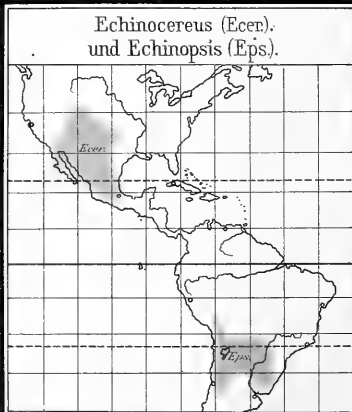 Echinocereus (Ecer.).
und Echinopsis (Eps.).
Ecer.
Eps.